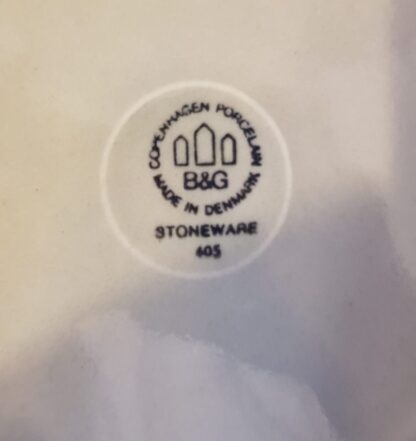 COPENHAGEN PORCELAIN
B&G
MADE IN DENMARK
STONEWARE
605